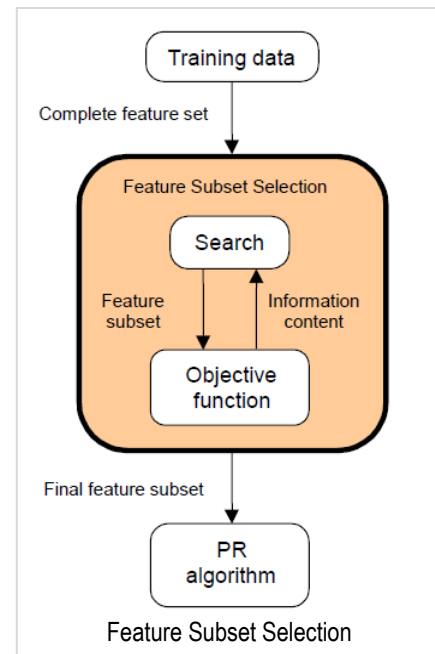 Training data
Complete feature set
Feature Subset Selection
Search
Feature
subset
Information
content
Objective
function
Final feature subset
PR
algorithm
Feature Subset Selection